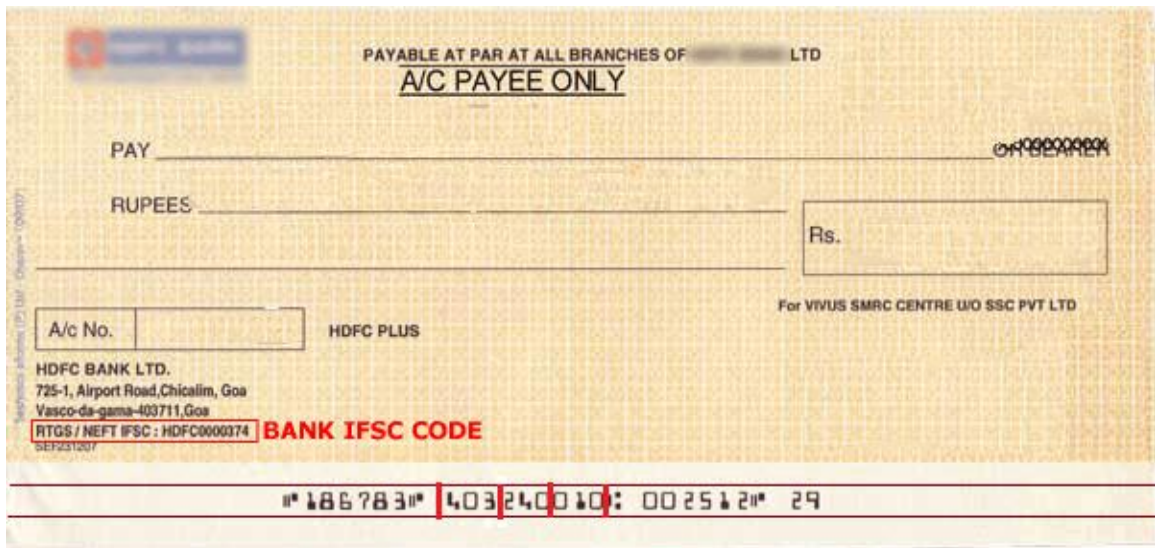 PAYABLE AT PAR AT ALL BRANCHES OF LTD
A/C PAYEE ONLY
PAY OR BEARER
RUPEES
Rs.
For VIVUS SMRC CENTRE U/O SSC PVT LTD
A/c No. HDFC PLUS
HDFC BANK LTD.
725-1, Airport Road,Chicalim, Goa
Vasco-da-gama-403711,Goa
RTGS / NEFT IFSC : HDFC0000374 BANK IFSC CODE
SEF231207
⑈186783⑈ 403240010⑆ 002512⑈ 29